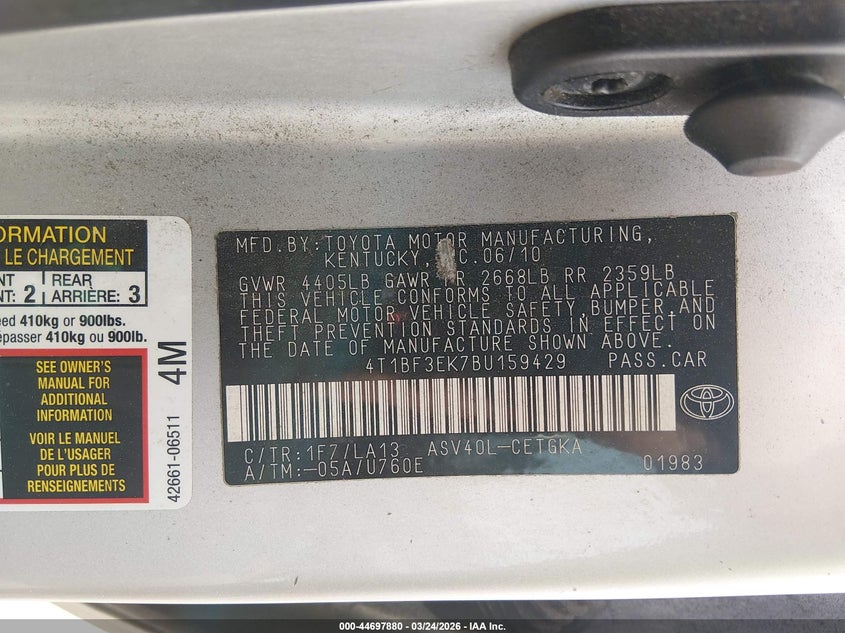 ORMATION
LE CHARGEMENT
NT
NT: 2
REAR
ARRIÈRE: 3
eed 410kg or 900lbs.
épasser 410kg ou 900lb.
SEE OWNER'S
MANUAL FOR
ADDITIONAL
INFORMATION
VOIR LE MANUEL
DE L'USAGER
POUR PLUS DE
RENSEIGNEMENTS
4M
42661-06511
MFD.BY:TOYOTA MOTOR MANUFACTURING,
KENTUCKY, C.06/10
GVWR 4405LB GAWR R 2668LB RR 2359LB
THIS VEHICLE CONFORMS TO ALL APPLICABLE
FEDERAL MOTOR VEHICLE SAFETY,BUMPER,AND
THEFT PREVENTION STANDARDS IN EFFECT ON
THE DATE OF MANUFACTURE SHOWN ABOVE.
4T1BF3EK7BU159429 PASS.CAR
C/TR:1F7/LA13 ASV40L-CETGKA
A/TM:-05A/U760E 01983
000-44697880 - 03/24/2026 - IAA Inc.